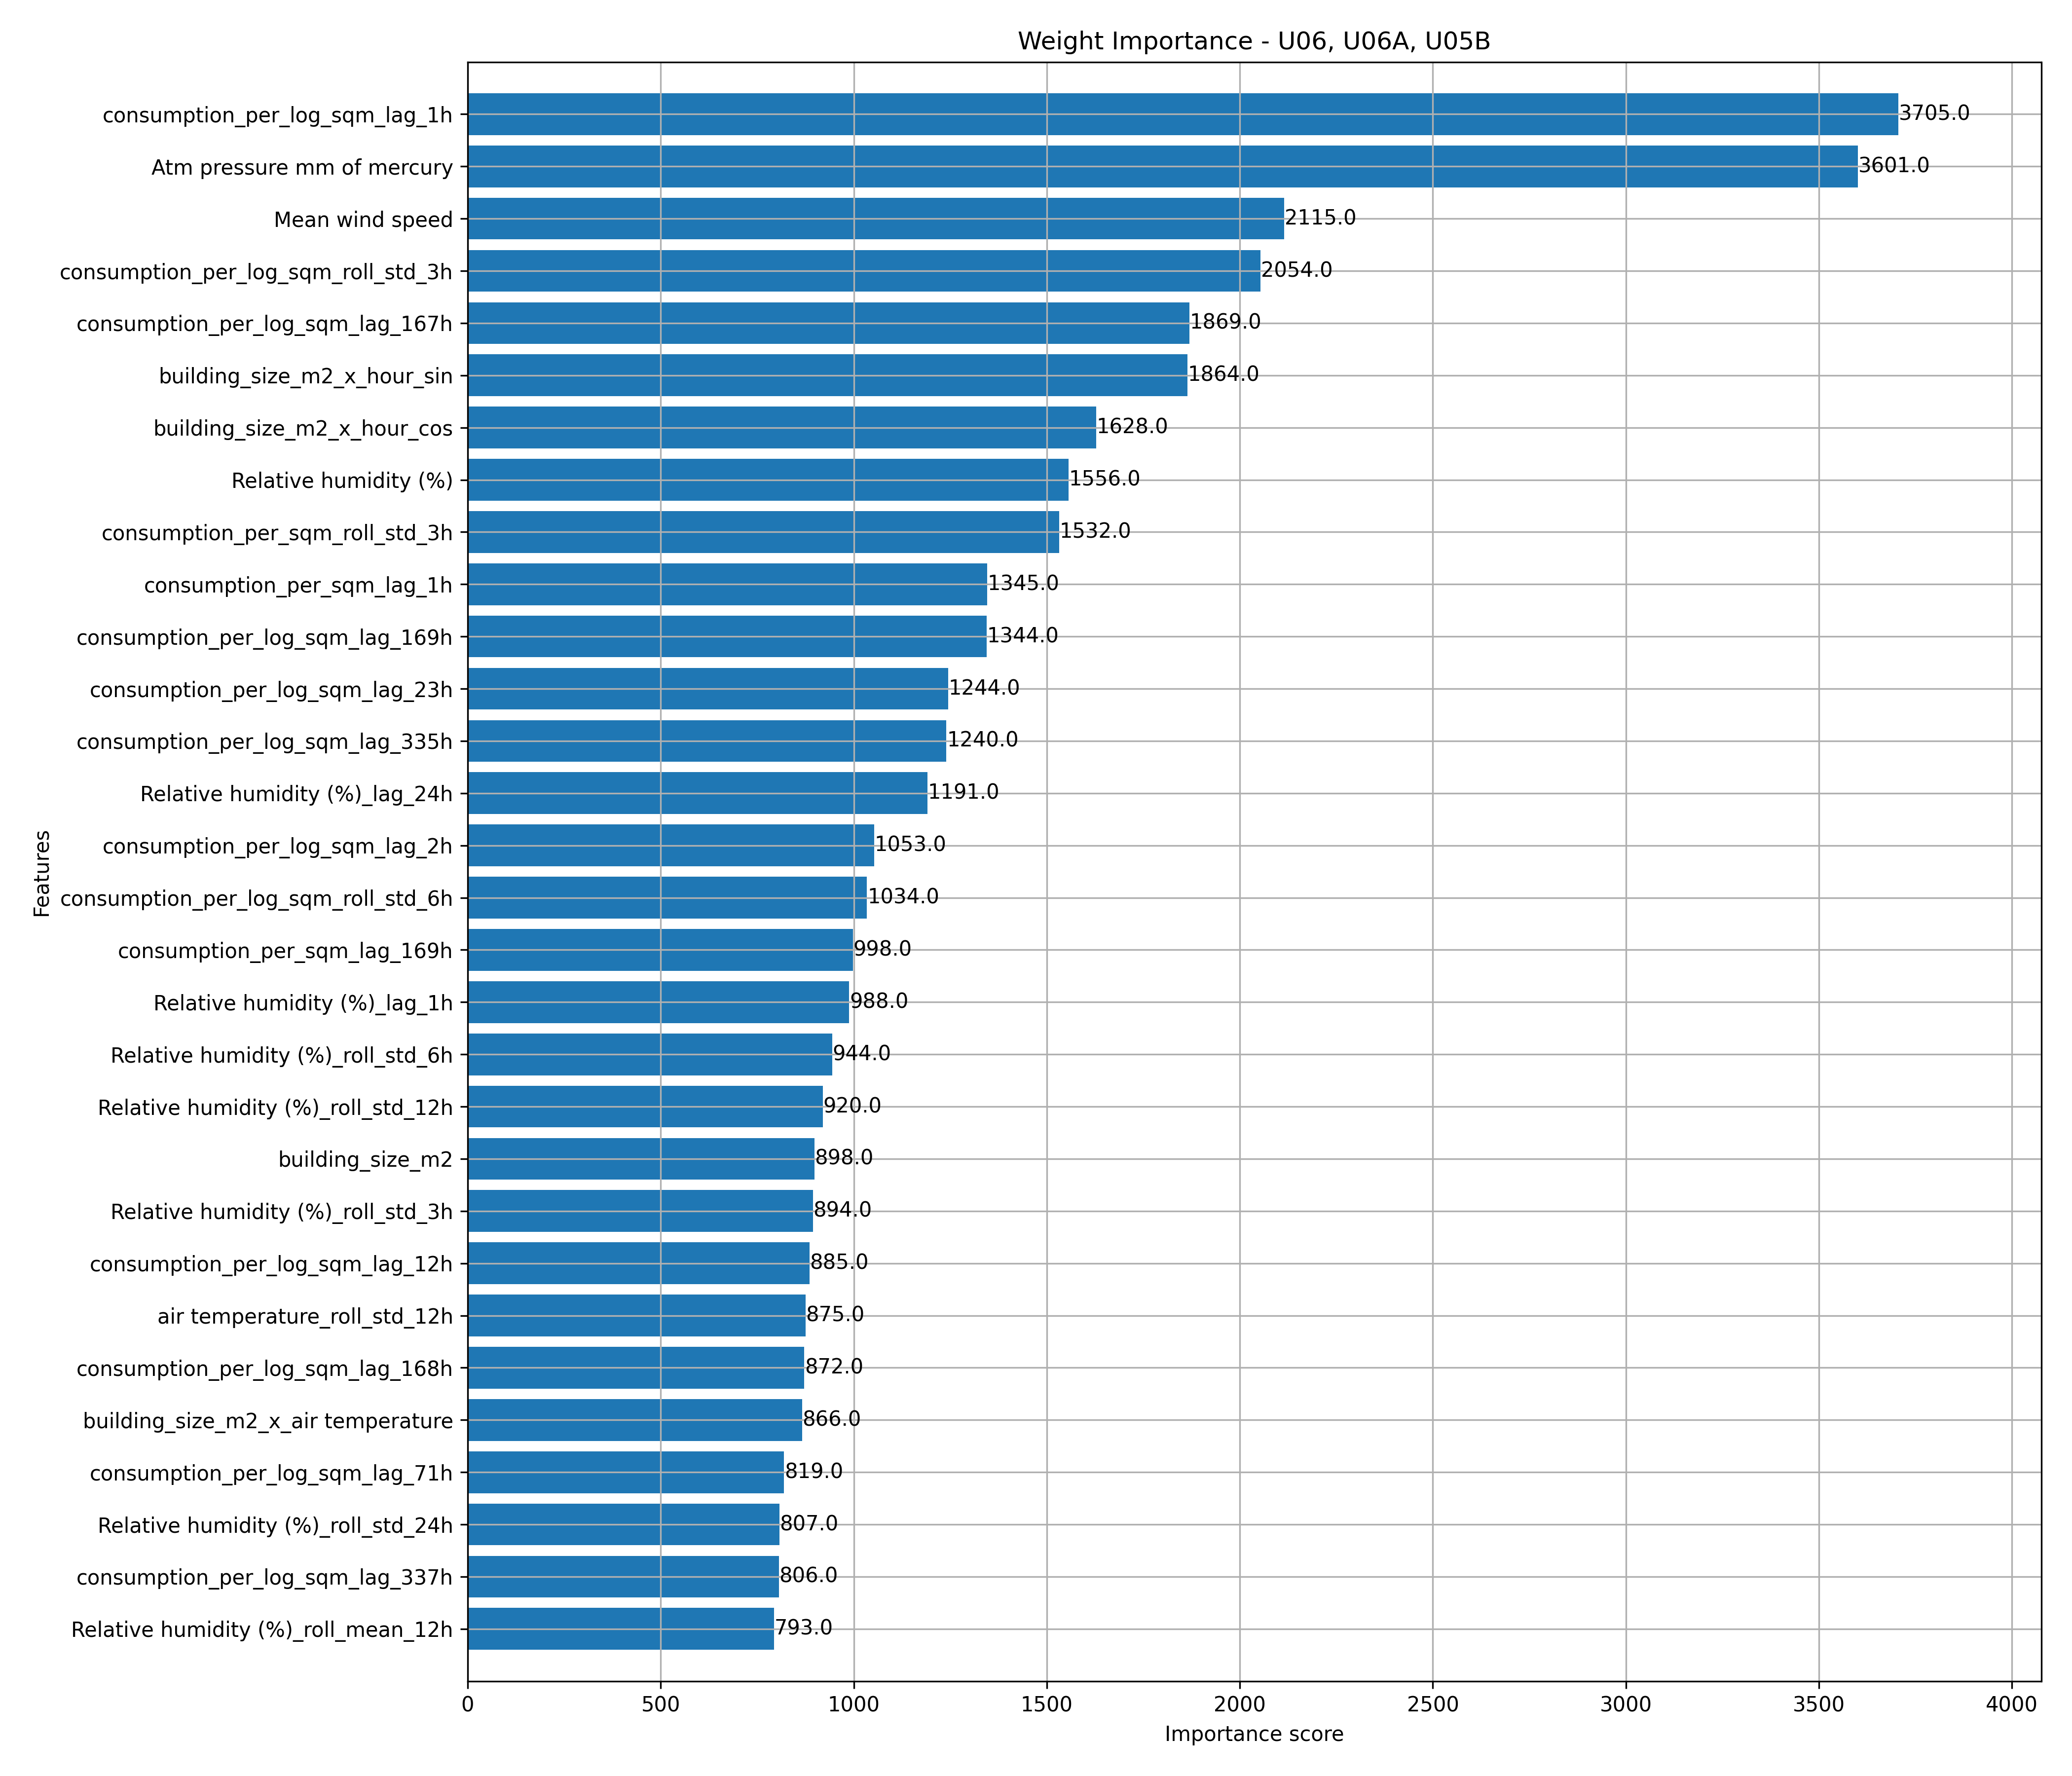 Weight Importance - U06, U06A, U05B
consumption_per_log_sqm_lag_1h 3705.0
Atm pressure mm of mercury 3601.0
Mean wind speed 2115.0
consumption_per_log_sqm_roll_std_3h 2054.0
consumption_per_log_sqm_lag_167h 1869.0
building_size_m2_x_hour_sin 1864.0
building_size_m2_x_hour_cos 1628.0
Relative humidity (%) 1556.0
consumption_per_sqm_roll_std_3h 1532.0
consumption_per_sqm_lag_1h 1345.0
consumption_per_log_sqm_lag_169h 1344.0
consumption_per_log_sqm_lag_23h 1244.0
consumption_per_log_sqm_lag_335h 1240.0
Relative humidity (%)_lag_24h 1191.0
consumption_per_log_sqm_lag_2h 1053.0
consumption_per_log_sqm_roll_std_6h 1034.0
consumption_per_sqm_lag_169h 998.0
Relative humidity (%)_lag_1h 988.0
Relative humidity (%)_roll_std_6h 944.0
Relative humidity (%)_roll_std_12h 920.0
building_size_m2 898.0
Relative humidity (%)_roll_std_3h 894.0
consumption_per_log_sqm_lag_12h 885.0
air temperature_roll_std_12h 875.0
consumption_per_log_sqm_lag_168h 872.0
building_size_m2_x_air temperature 866.0
consumption_per_log_sqm_lag_71h 819.0
Relative humidity (%)_roll_std_24h 807.0
consumption_per_log_sqm_lag_337h 806.0
Relative humidity (%)_roll_mean_12h 793.0
Features
0 500 1000 1500 2000 2500 3000 3500 4000
Importance score